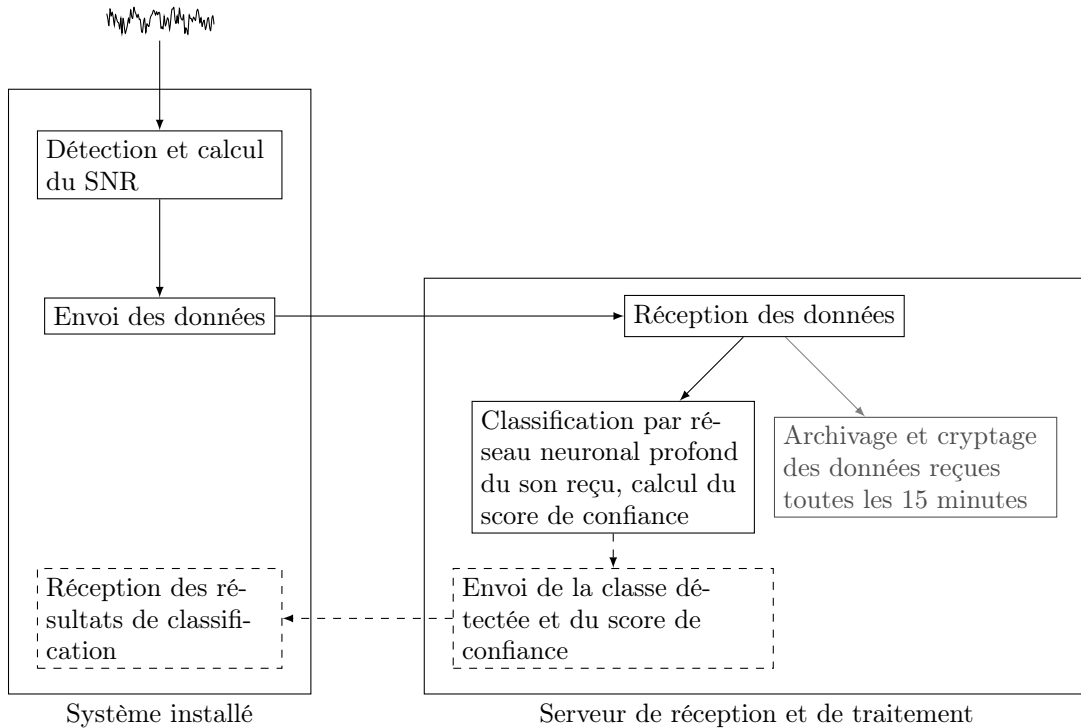 Détection et calcul
du SNR
Envoi des données
Réception des données
Classification par ré-
seau neuronal profond
du son reçu, calcul du
score de confiance
Archivage et cryptage
des données reçues
toutes les 15 minutes
Réception des ré-
sultats de classifi-
cation
Envoi de la classe dé-
tectée et du score de
confiance
Système installé
Serveur de réception et de traitement